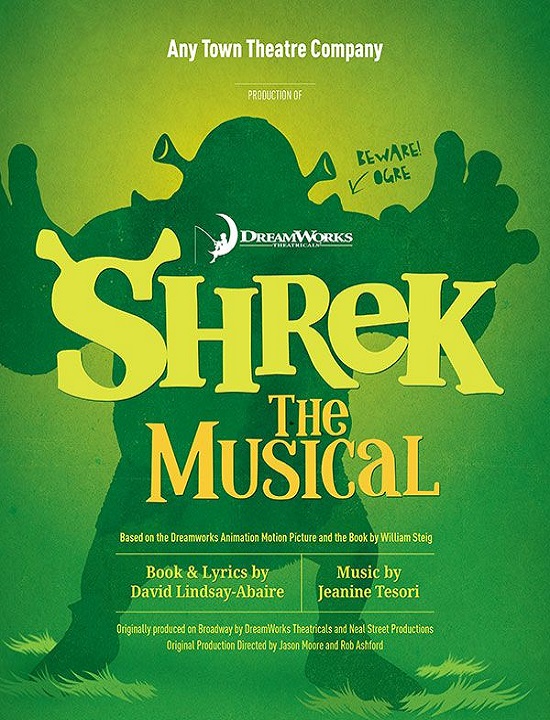 Any Town Theatre Company
PRODUCTION OF
BEWARE!
OGRE
DREAMWORKS
THEATRICALS
SHREK
THE
MUSICAL
Based on the Dreamworks Animation Motion Picture and the Book by William Steig
Book & Lyrics by
David Lindsay-Abaire
Music by
Jeanine Tesori
Originally produced on Broadway by DreamWorks Theatricals and Neal Street Productions
Original Production Directed by Jason Moore and Rob Ashford